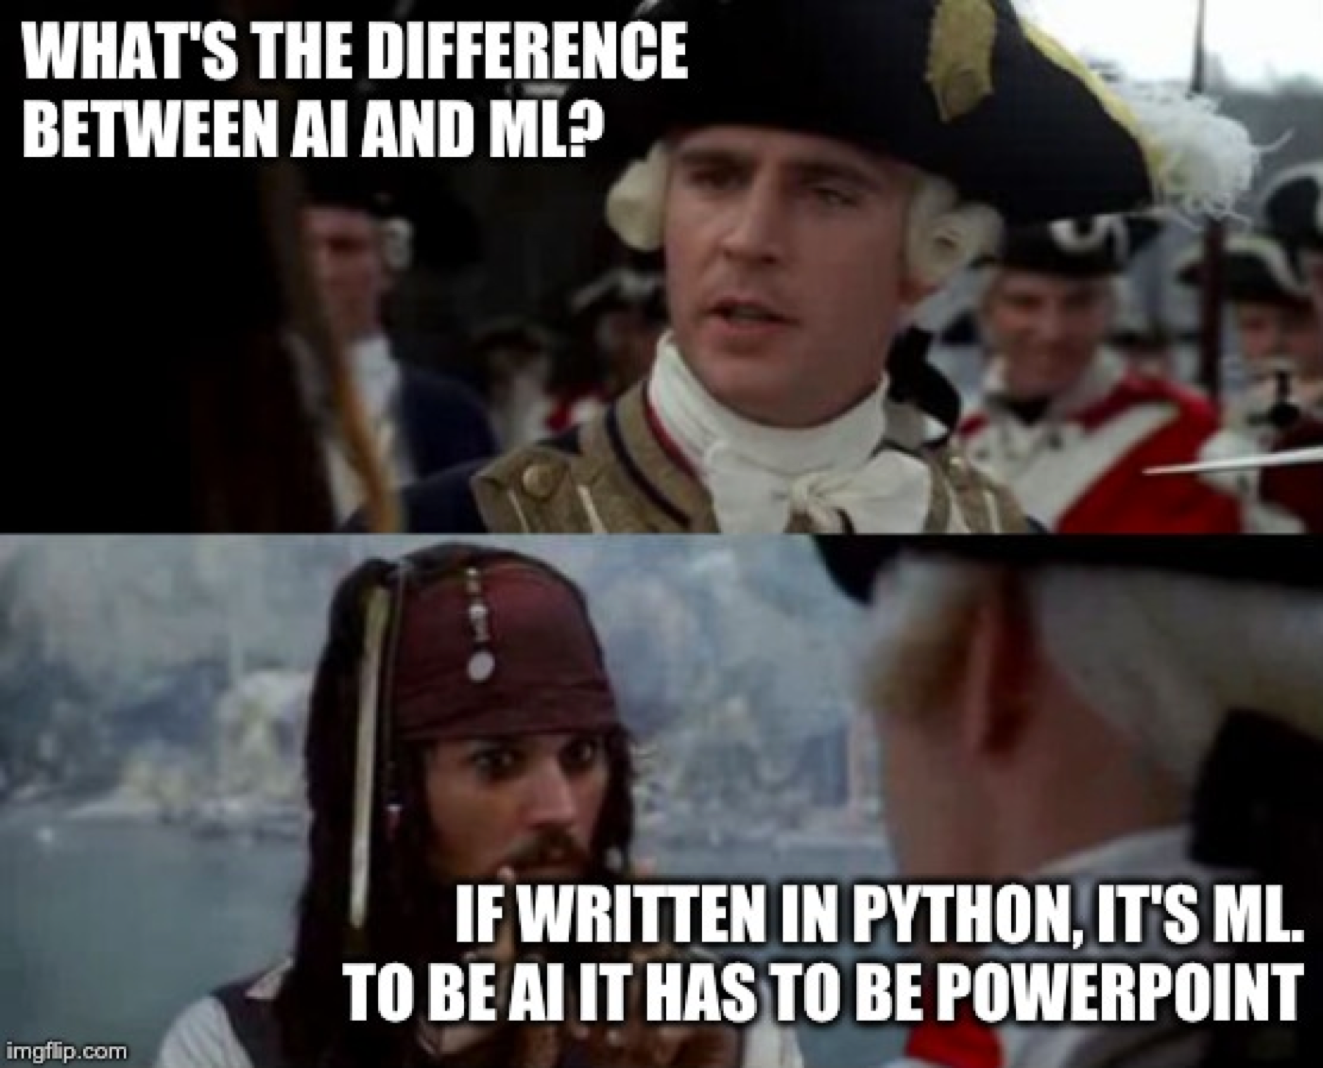 WHAT'S THE DIFFERENCE
BETWEEN AI AND ML?
IF WRITTEN IN PYTHON, IT'S ML.
TO BE AI IT HAS TO BE POWERPOINT
imgflip.com